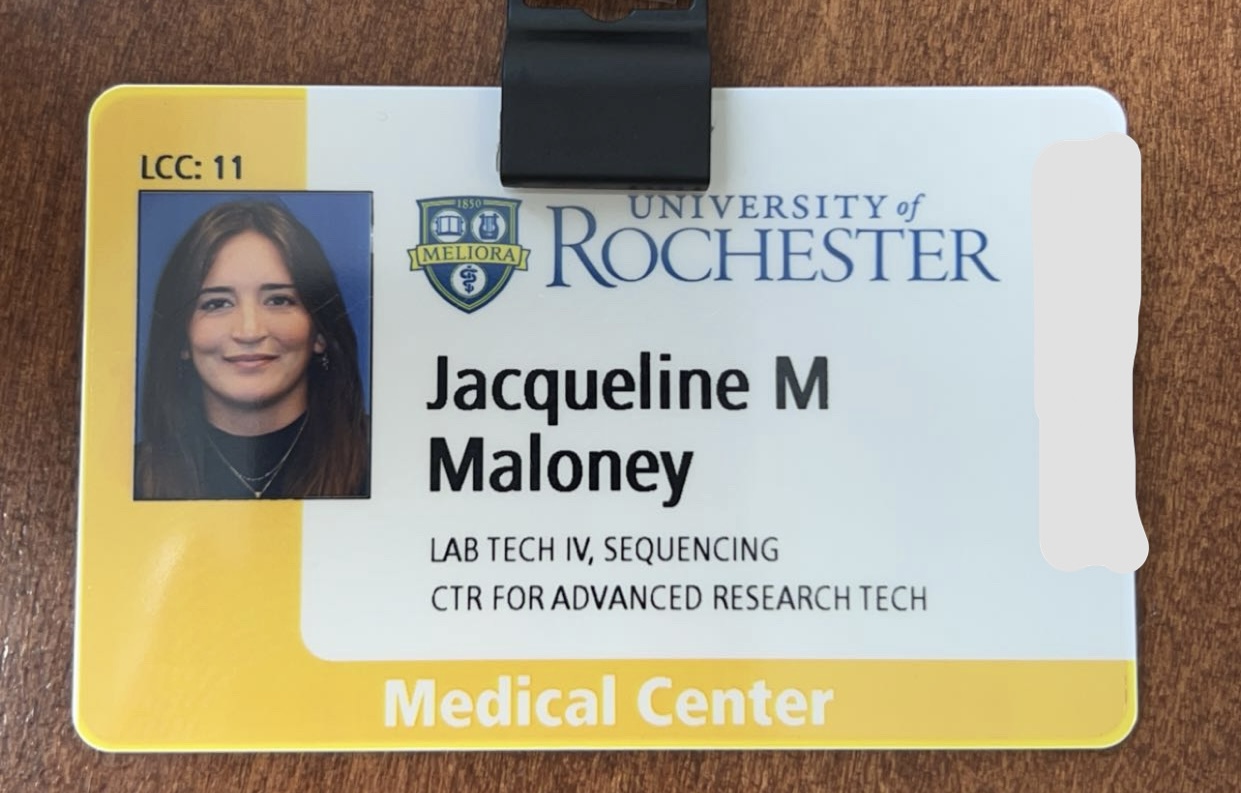 LCC: 11
1850
MELIORA
UNIVERSITY of
ROCHESTER
Jacqueline M
Maloney
LAB TECH IV, SEQUENCING
CTR FOR ADVANCED RESEARCH TECH
Medical Center